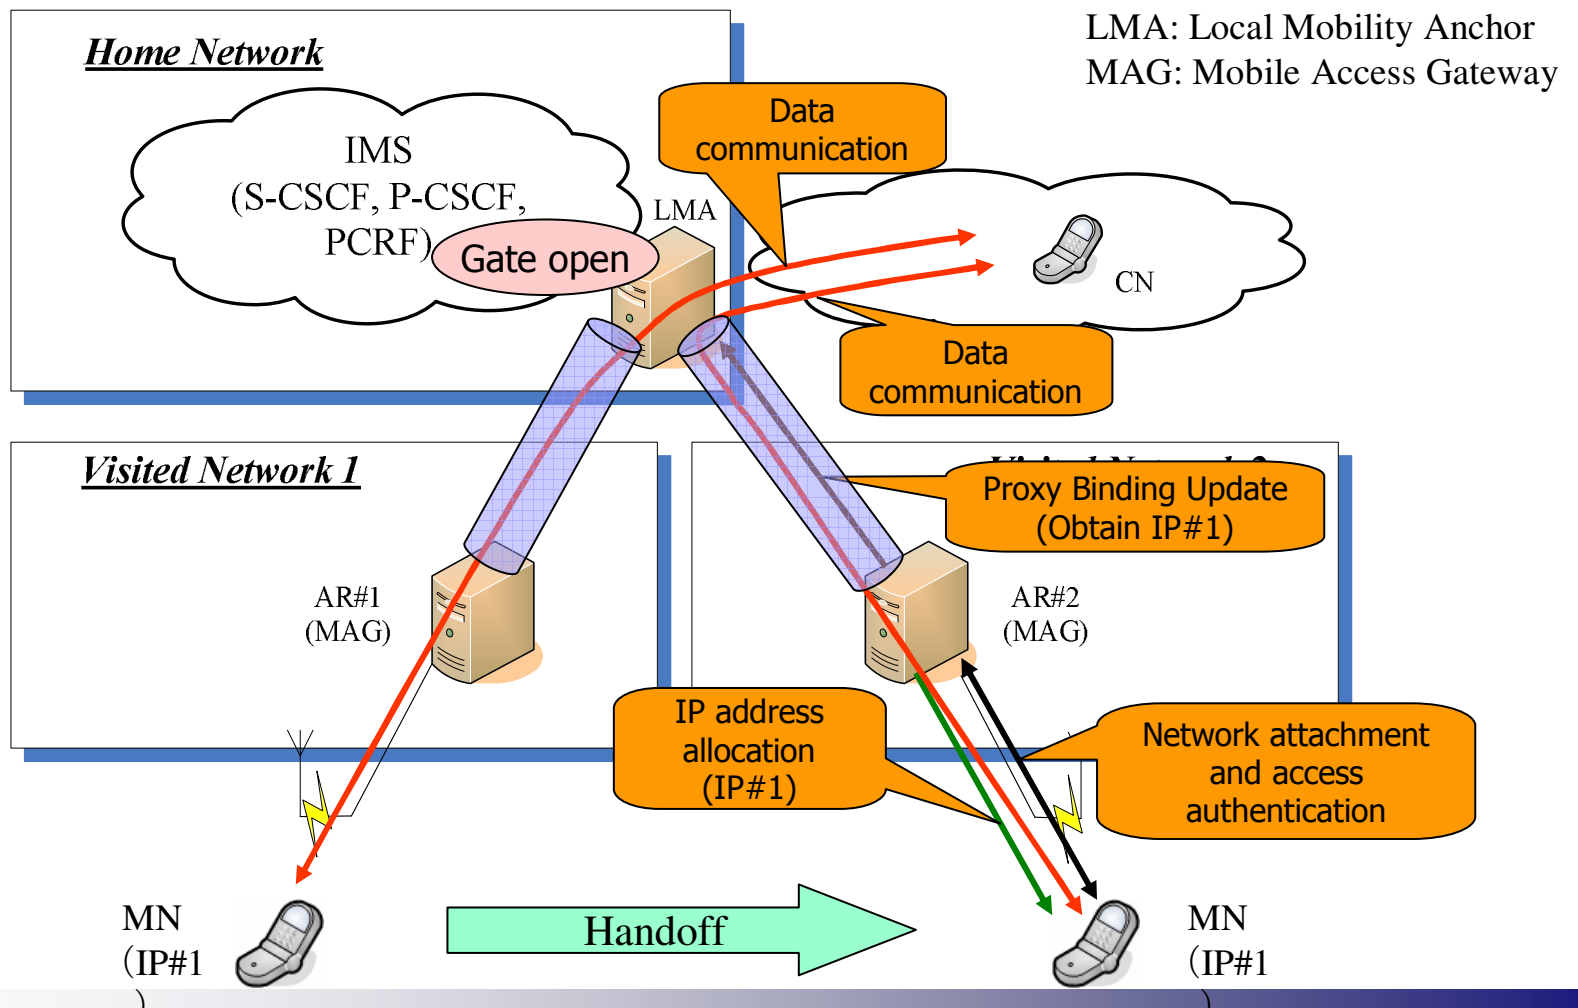 LMA: Local Mobility Anchor
MAG: Mobile Access Gateway
Home Network
IMS
(S-CSCF, P-CSCF,
PCRF)
Gate open
LMA
Data
communication
CN
Data
communication
Visited Network 1
Proxy Binding Update
(Obtain IP#1)
AR#1
(MAG)
AR#2
(MAG)
IP address
allocation
(IP#1)
Network attachment
and access
authentication
MN
(IP#1
)
Handoff
MN
(IP#1
)